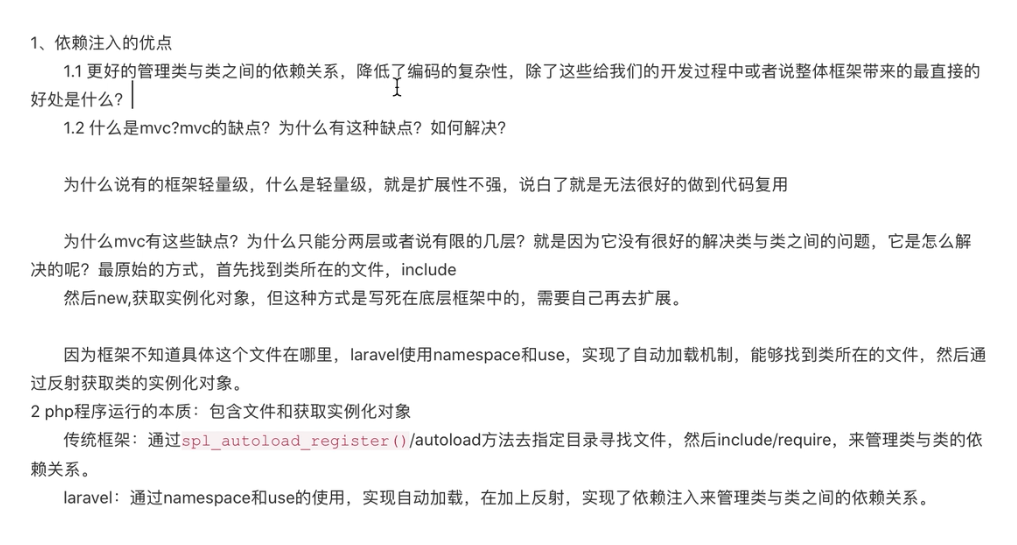 1、依赖注入的优点
1.1 更好的管理类与类之间的依赖关系，降低了编码的复杂性，除了这些给我们的开发过程中或者说整体框架带来的最直接的
好处是什么？
1.2 什么是mvc?mvc的缺点？为什么有这种缺点？如何解决？
为什么说有的框架轻量级，什么是轻量级，就是扩展性不强，说白了就是无法很好的做到代码复用
为什么mvc有这些缺点？为什么只能分两层或者说有限的几层？就是因为它没有很好的解决类与类之间的问题，它是怎么解
决的呢？最原始的方式，首先找到类所在的文件，include
然后new,获取实例化对象，但这种方式是写死在底层框架中的，需要自己再去扩展。
因为框架不知道具体这个文件在哪里，laravel使用namespace和use，实现了自动加载机制，能够找到类所在的文件，然后通
过反射获取类的实例化对象。
2 php程序运行的本质：包含文件和获取实例化对象
传统框架：通过spl_autoload_register()/autoload方法去指定目录寻找文件，然后include/require，来管理类与类的依
赖关系。
laravel：通过namespace和use的使用，实现自动加载，在加上反射，实现了依赖注入来管理类与类之间的依赖关系。